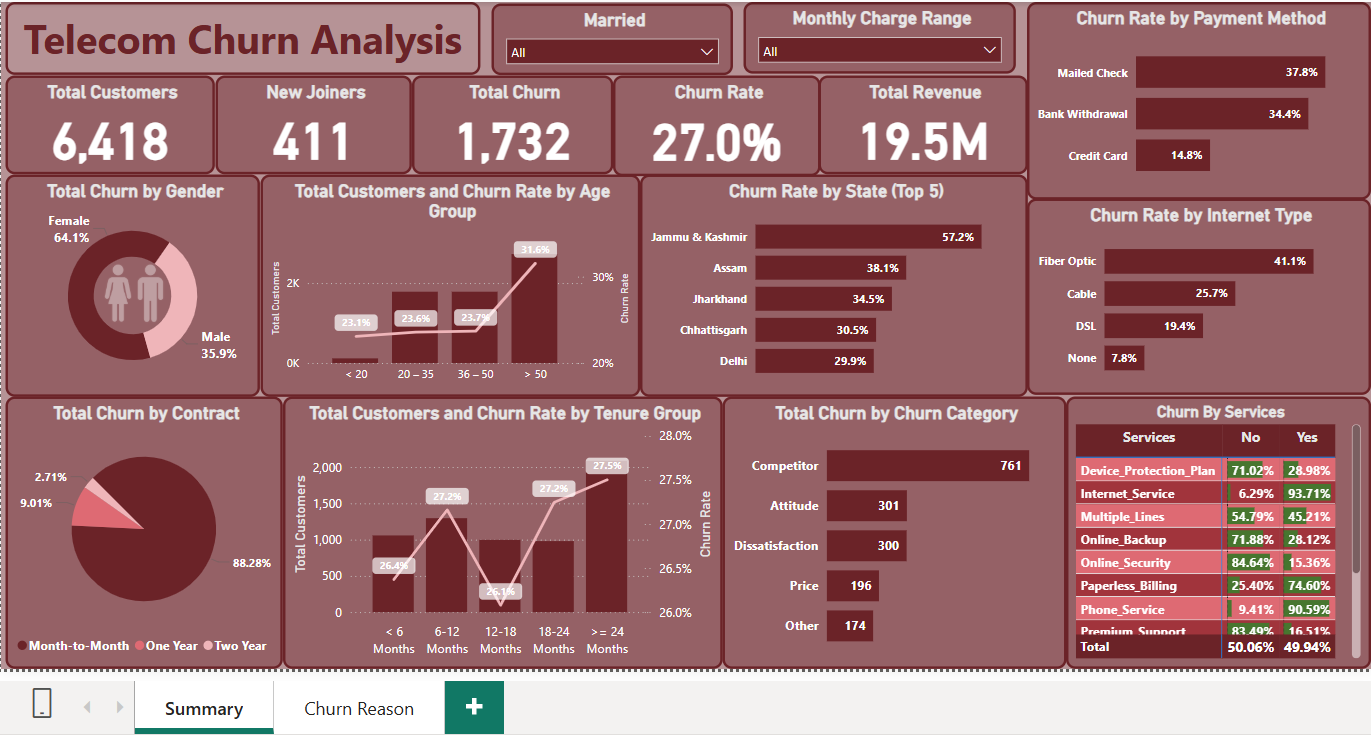 Telecom Churn Analysis
Married
All
Monthly Charge Range
All
Total Customers
6,418
New Joiners
411
Total Churn
1,732
Churn Rate
27.0%
Total Revenue
19.5M
Churn Rate by Payment Method
Mailed Check 37.8%
Bank Withdrawal 34.4%
Credit Card 14.8%
Total Churn by Gender
Female
64.1%
Male
35.9%
Total Customers and Churn Rate by Age
Group
Total Customers
2K
0K
23.1%
23.6%
23.7%
31.6%
30%
20%
Churn Rate
< 20 20 – 35 36 – 50 > 50
Churn Rate by State (Top 5)
Jammu & Kashmir 57.2%
Assam 38.1%
Jharkhand 34.5%
Chhattisgarh 30.5%
Delhi 29.9%
Churn Rate by Internet Type
Fiber Optic 41.1%
Cable 25.7%
DSL 19.4%
None 7.8%
Total Churn by Contract
2.71%
9.01%
88.28%
Month-to-Month One Year Two Year
Total Customers and Churn Rate by Tenure Group
Total Customers
2,000
1,500
1,000
500
0
26.4%
27.2%
26.1%
27.2%
27.5%
28.0%
27.5%
27.0%
26.5%
26.0%
Churn Rate
< 6 6-12 12-18 18-24 >= 24
Months Months Months Months Months
Total Churn by Churn Category
Competitor 761
Attitude 301
Dissatisfaction 300
Price 196
Other 174
Churn By Services
Services No Yes
Device_Protection_Plan 71.02% 28.98%
Internet_Service 6.29% 93.71%
Multiple_Lines 54.79% 45.21%
Online_Backup 71.88% 28.12%
Online_Security 84.64% 15.36%
Paperless_Billing 25.40% 74.60%
Phone_Service 9.41% 90.59%
Premium_Support 83.49% 16.51%
Total 50.06% 49.94%
Summary
Churn Reason
+